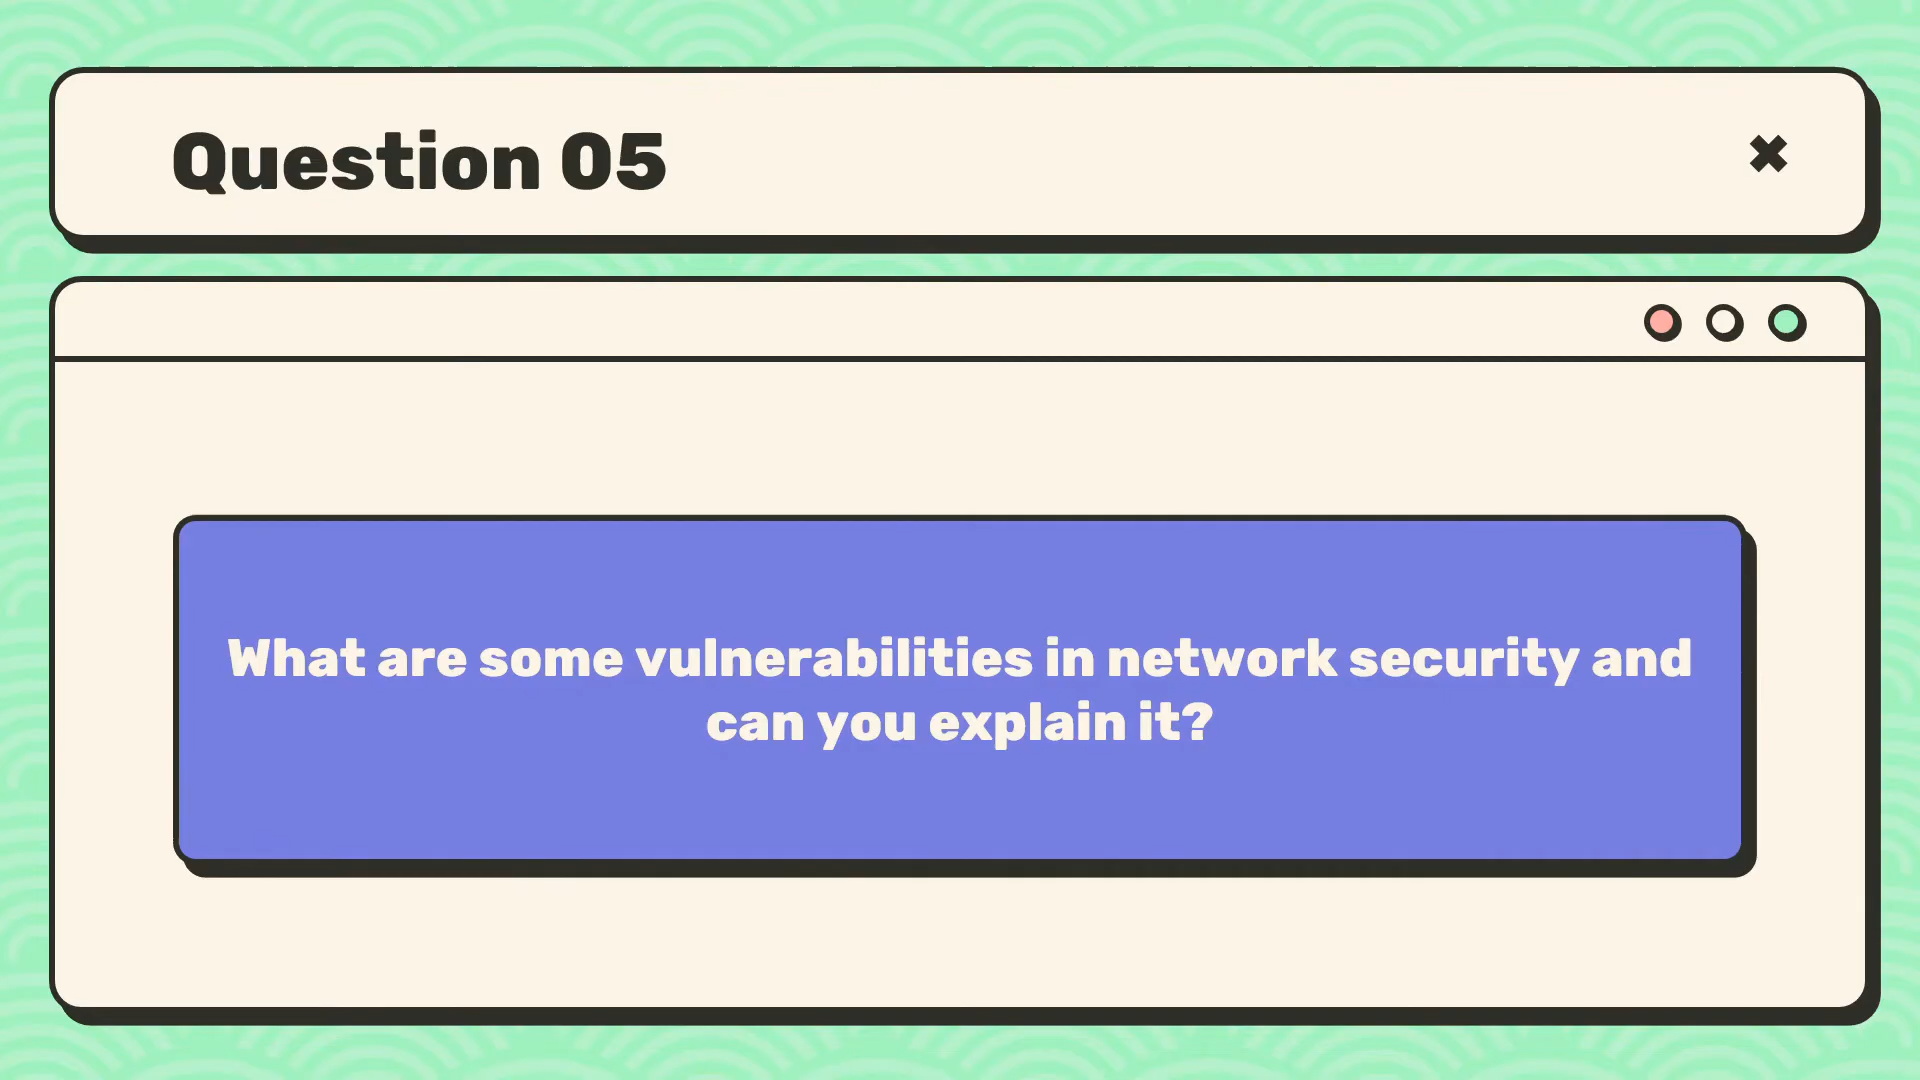 Question 05
What are some vulnerabilities in network security and
can you explain it?